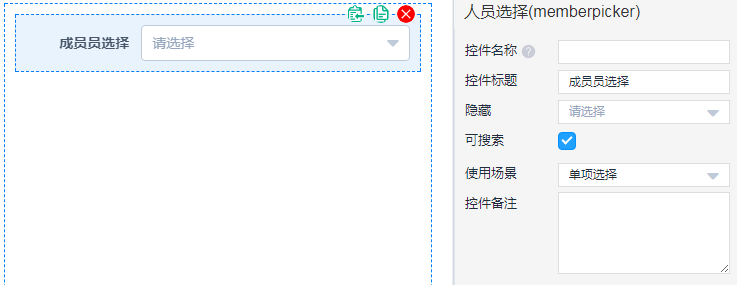 成员员选择
请选择
人员选择(memberpicker)
控件名称
控件标题
成员员选择
隐藏
请选择
可搜索
使用场景
单项选择
控件备注